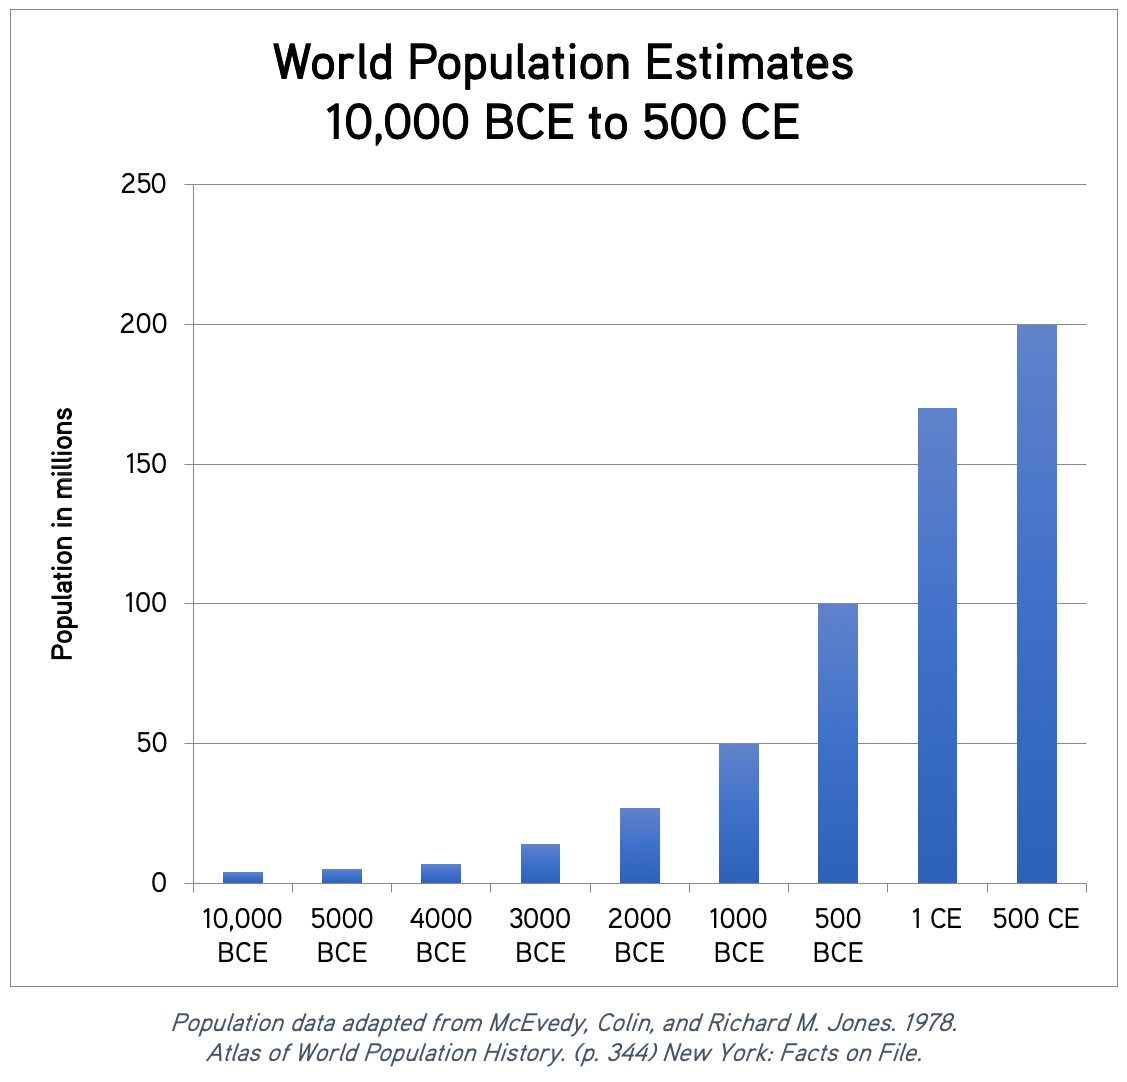 World Population Estimates
10,000 BCE to 500 CE
Population in millions
250
200
150
100
50
0
10,000 BCE
5000 BCE
4000 BCE
3000 BCE
2000 BCE
1000 BCE
500 BCE
1 CE
500 CE
Population data adapted from McEvedy, Colin, and Richard M. Jones. 1978.
Atlas of World Population History. (p. 344) New York: Facts on File.